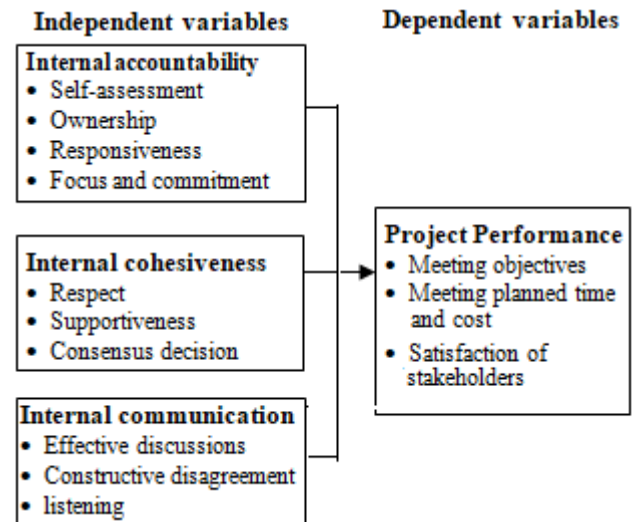 Independent variables
Internal accountability
• Self-assessment
• Ownership
• Responsiveness
• Focus and commitment
Internal cohesiveness
• Respect
• Supportiveness
• Consensus decision
Internal communication
• Effective discussions
• Constructive disagreement
• listening
Dependent variables
Project Performance
• Meeting objectives
• Meeting planned time
and cost
• Satisfaction of
stakeholders